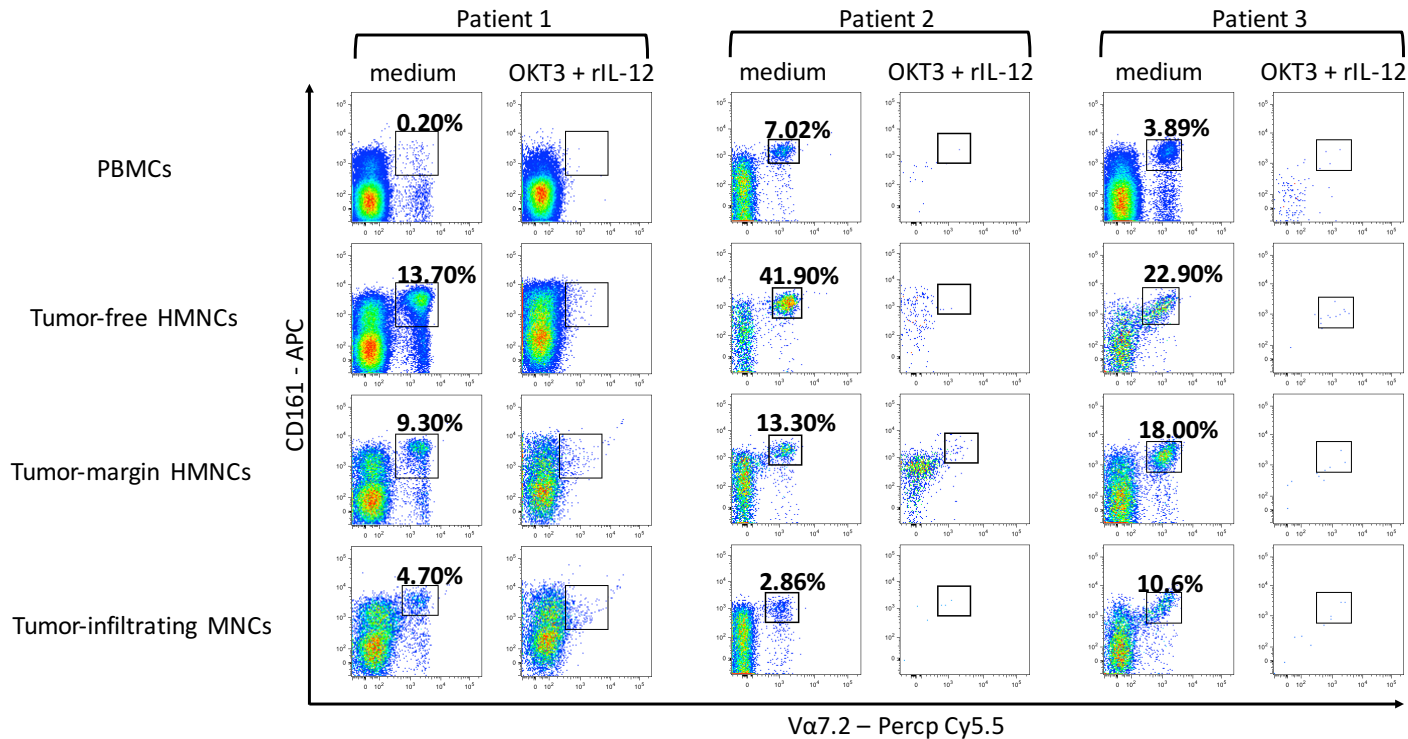 Patient 1 Patient 2 Patient 3
medium OKT3 + rIL-12 medium OKT3 + rIL-12 medium OKT3 + rIL-12
PBMCs 0.20% 7.02% 3.89%
Tumor-free HMNCs 13.70% 41.90% 22.90%
Tumor-margin HMNCs 9.30% 13.30% 18.00%
Tumor-infiltrating MNCs 4.70% 2.86% 10.6%
CD161 - APC
Vα7.2 – Percp Cy5.5